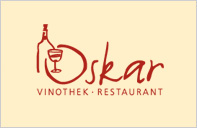 Oskar
VINOTHEK · RESTAURANT